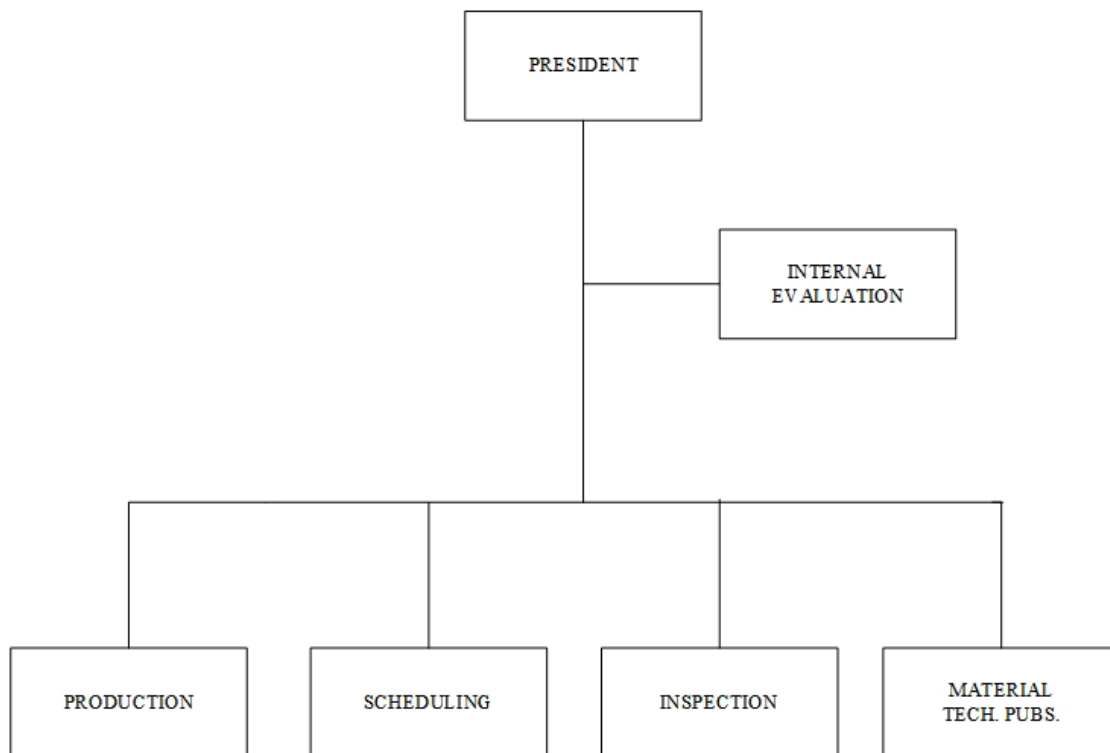 PRESIDENT
INTERNAL
EVALUATION
PRODUCTION
SCHEDULING
INSPECTION
MATERIAL
TECH. PUBS.